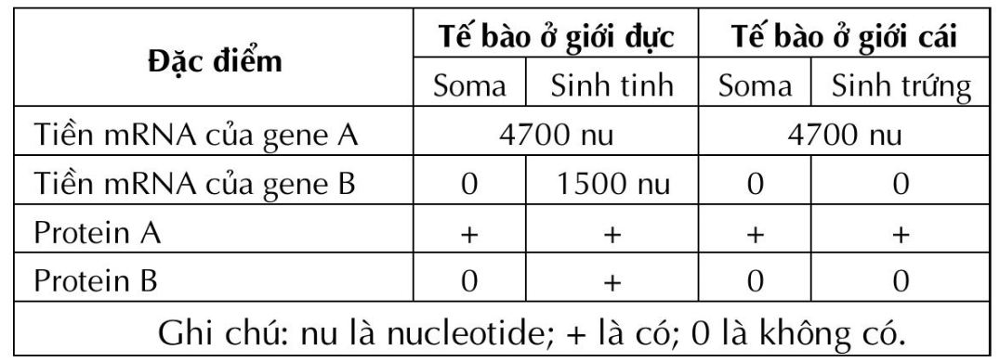 Đặc điểm
Tế bào ở giới đực
Tế bào ở giới cái
Soma
Sinh tinh
Soma
Sinh trứng
Tiền mRNA của gene A
4700 nu
4700 nu
Tiền mRNA của gene B
0
1500 nu
0
0
Protein A
+
+
+
+
Protein B
0
+
0
0
Ghi chú: nu là nucleotide; + là có; 0 là không có.